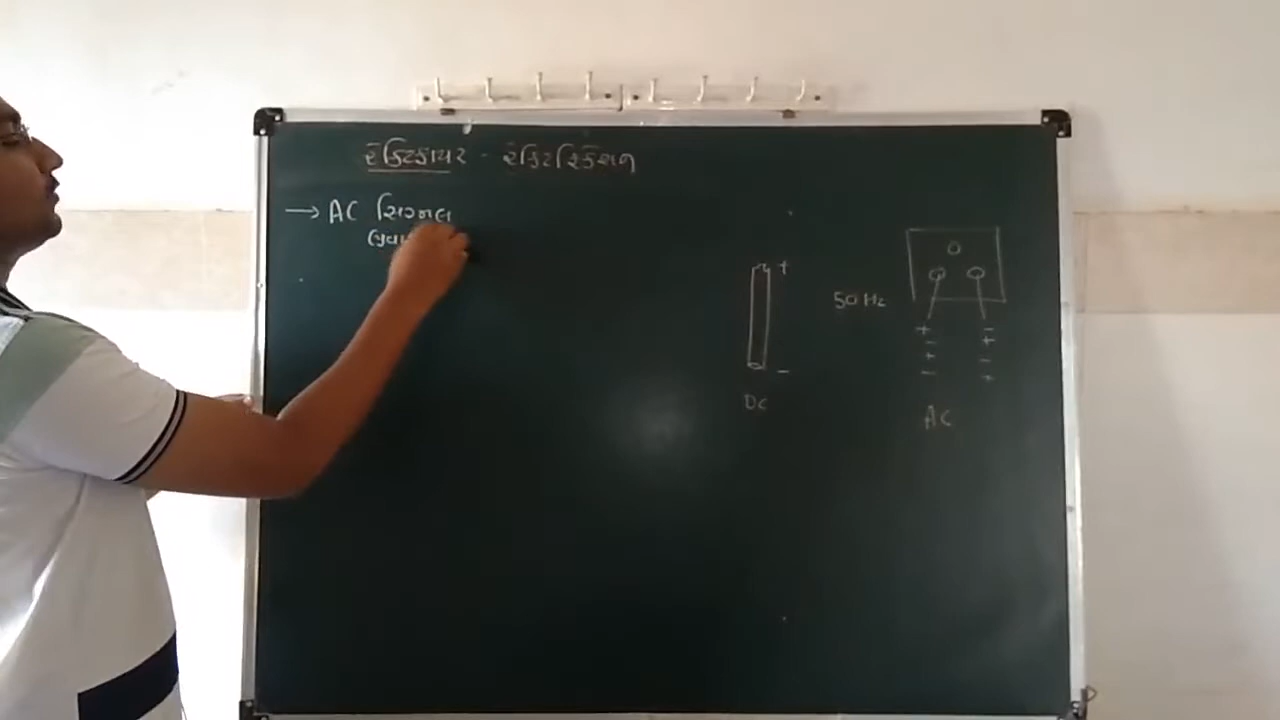 રેક્ટિફાયર - રેક્ટિફિકેશન
→ AC સિગ્નલ
+
-
DC
50 Hz
+ -
- +
+ -
- +
AC